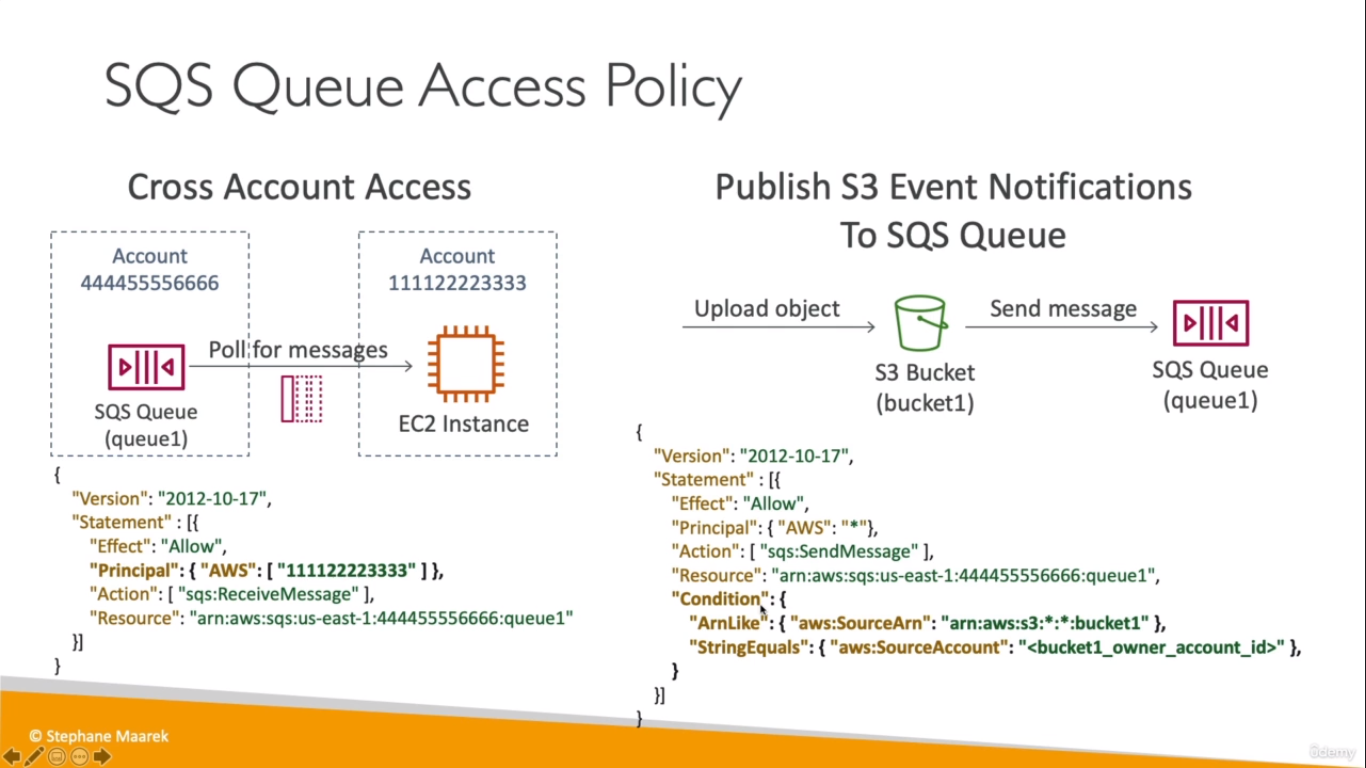 SQS Queue Access Policy
Cross Account Access
Account
444455556666
Account
111122223333
Poll for messages
SQS Queue
(queue1)
EC2 Instance
{
"Version": "2012-10-17",
"Statement" : [{
"Effect": "Allow",
"Principal": { "AWS": [ "111122223333" ] },
"Action": [ "sqs:ReceiveMessage" ],
"Resource": "arn:aws:sqs:us-east-1:444455556666:queue1"
}]
}
Publish S3 Event Notifications
To SQS Queue
Upload object
Send message
S3 Bucket
(bucket1)
SQS Queue
(queue1)
{
"Version": "2012-10-17",
"Statement" : [{
"Effect": "Allow",
"Principal": { "AWS": "*"},
"Action": [ "sqs:SendMessage" ],
"Resource": "arn:aws:sqs:us-east-1:444455556666:queue1",
"Condition": {
"ArnLike": { "aws:SourceArn": "arn:aws:s3:*:*:bucket1" },
"StringEquals": { "aws:SourceAccount": "<bucket1_owner_account_id>" },
}
}]
}
© Stephane Maarek
ûdemy